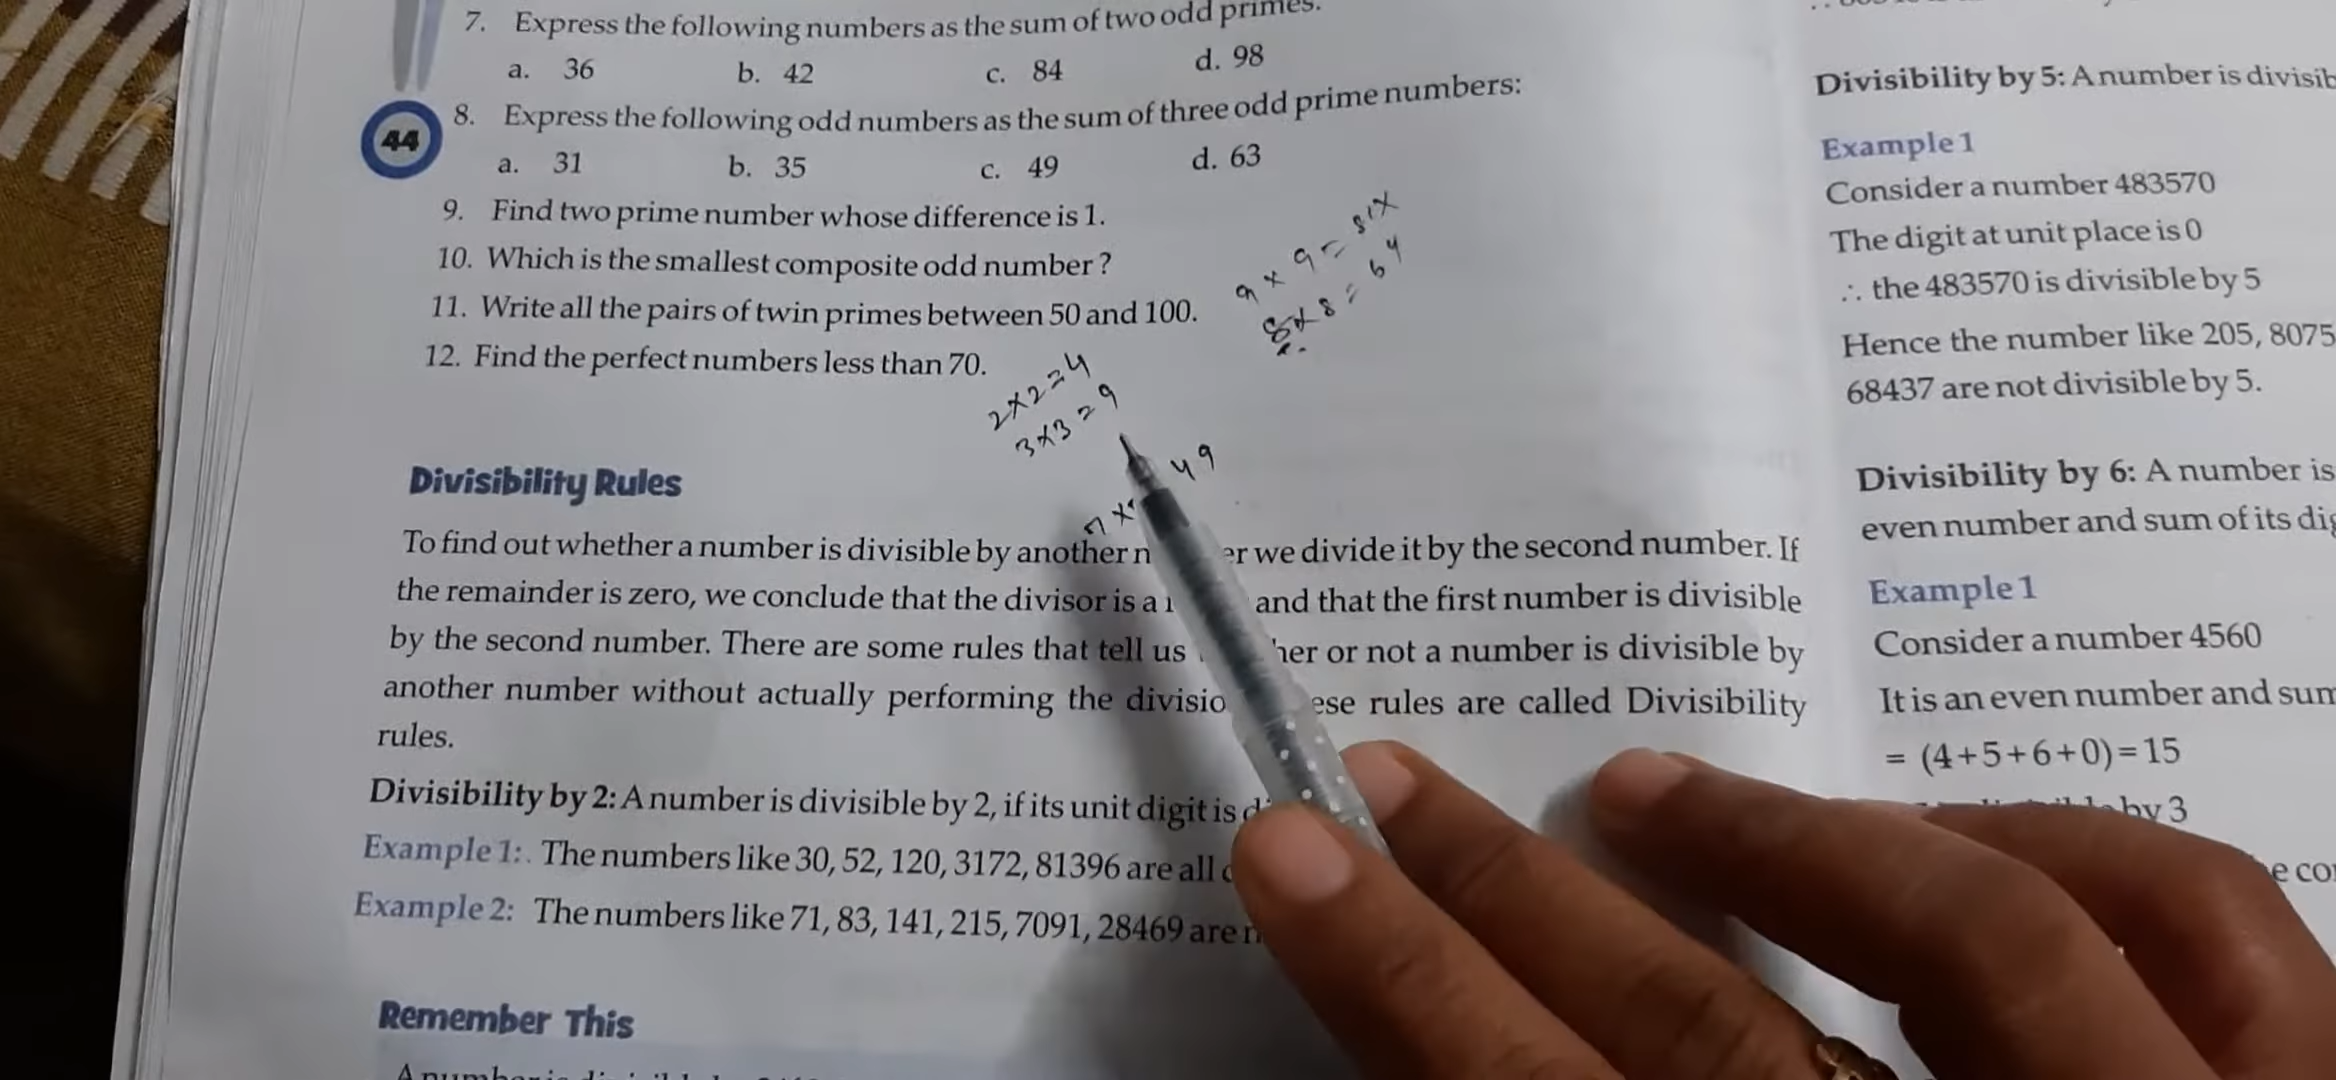 7. Express the following numbers as the sum of two odd primes.
a. 36 b. 42 c. 84 d. 98
44
8. Express the following odd numbers as the sum of three odd prime numbers:
a. 31 b. 35 c. 49 d. 63
9. Find two prime number whose difference is 1.
10. Which is the smallest composite odd number ?
11. Write all the pairs of twin primes between 50 and 100.
12. Find the perfect numbers less than 70.
9 × 9 = 81×
8×8 = 64
2×2=4
3×3=9
7× 49
Divisibility Rules
To find out whether a number is divisible by another we divide it by the second number. If
the remainder is zero, we conclude that the divisor is a and that the first number is divisible
by the second number. There are some rules that tell us or not a number is divisible by
another number without actually performing the rules are called Divisibility
rules.
Divisibility by 2: A number is divisible by 2, if its unit digit is
Example 1:. The numbers like 30, 52, 120, 3172, 81396 are all
Example 2: The numbers like 71, 83, 141, 215, 7091, 28469 are
Remember This
Divisibility by 5: A number is
Example 1
Consider a number 483570
The digit at unit place is 0
∴ the 483570 is divisible by 5
Hence the number like 205, 8075
68437 are not divisible by 5.
Divisibility by 6: A number is
even number and sum of its
Example 1
Consider a number 4560
It is an even number and
= (4+5+6+0)=15
by 3